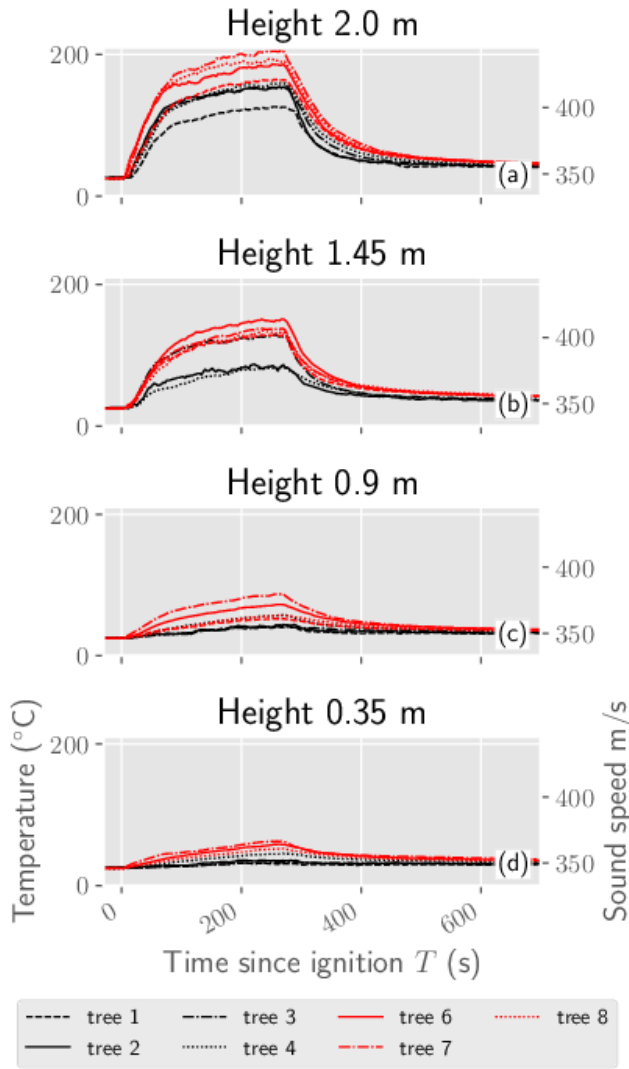 Height 2.0 m
200
0
400
350
(a)
Height 1.45 m
200
0
400
350
(b)
Height 0.9 m
200
0
400
350
(c)
Height 0.35 m
200
0
400
350
(d)
Temperature (°C)
Sound speed m/s
0 200 400 600
Time since ignition T (s)
tree 1 tree 3 tree 6 tree 8
tree 2 tree 4 tree 7